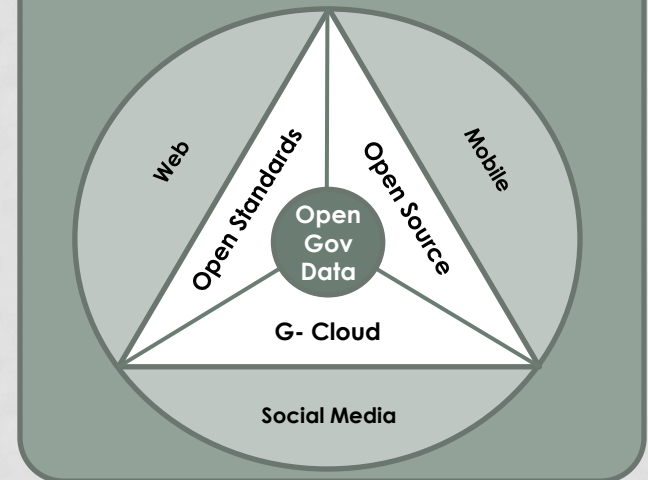 Web
Open Standards
Open Source
Mobile
Open
Gov
Data
G- Cloud
Social Media